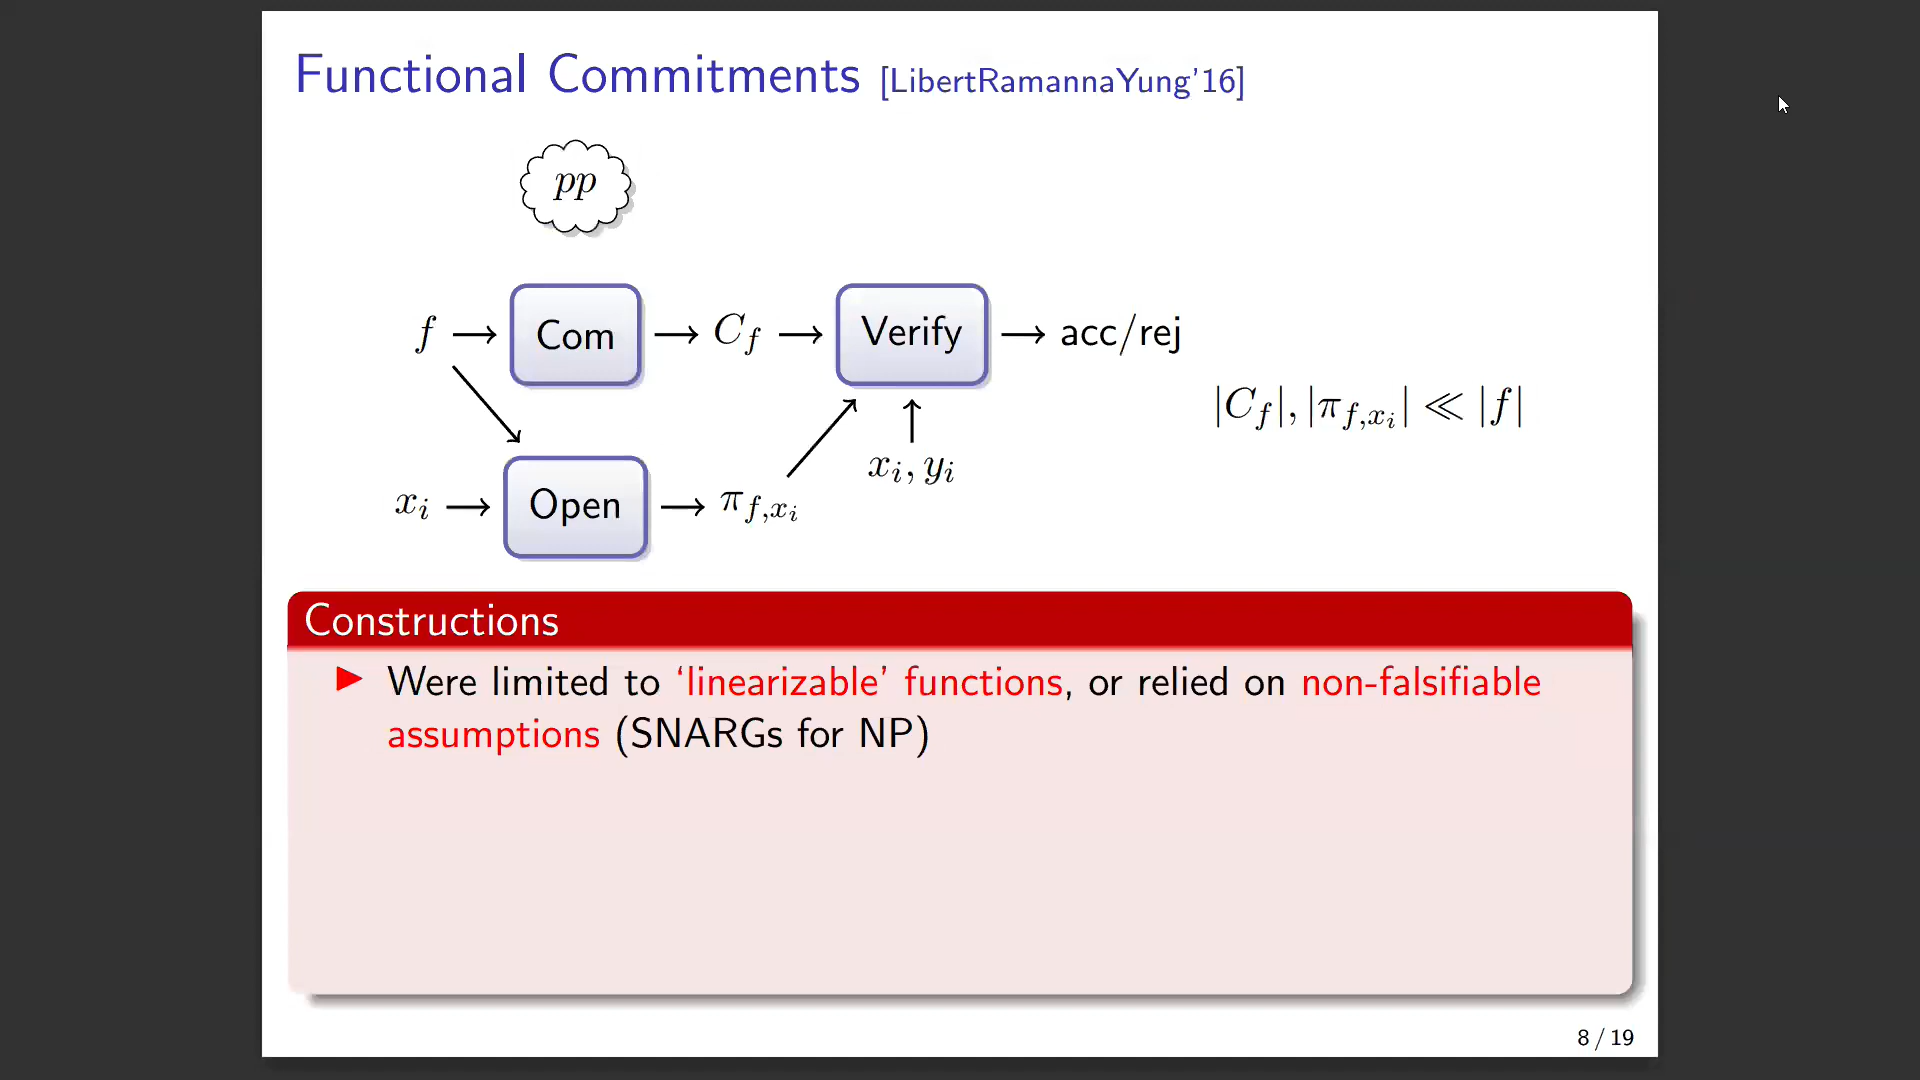 Functional Commitments [LibertRamannaYung'16]
pp
f → Com → C_f → Verify → acc/rej
|C_f|, |π_{f,x_i}| ≪ |f|
x_i, y_i
x_i → Open → π_{f,x_i}
Constructions
▶ Were limited to ‘linearizable’ functions, or relied on non-falsifiable
assumptions (SNARGs for NP)
8 / 19